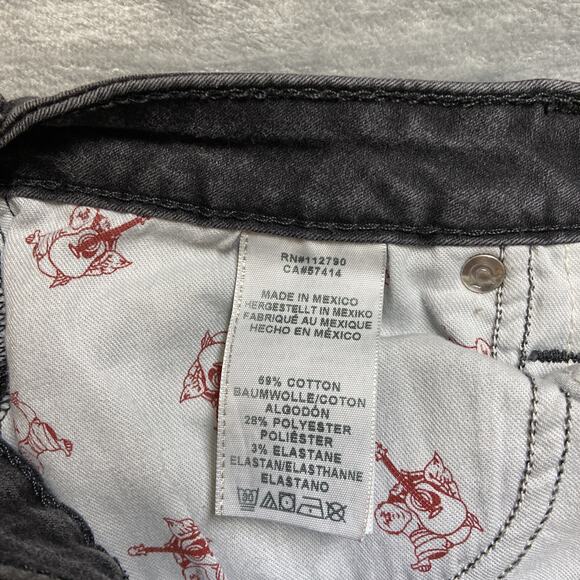 RN#112790
CA#57414
MADE IN MEXICO
HERGESTELLT IN MEXIKO
FABRIQUÉ AU MEXIQUE
HECHO EN MÉXICO
69% COTTON
BAUMWOLLE/COTON
ALGODÓN
28% POLYESTER
POLIÉSTER
3% ELASTANE
ELASTAN/ELASTHANNE
ELASTANO
30